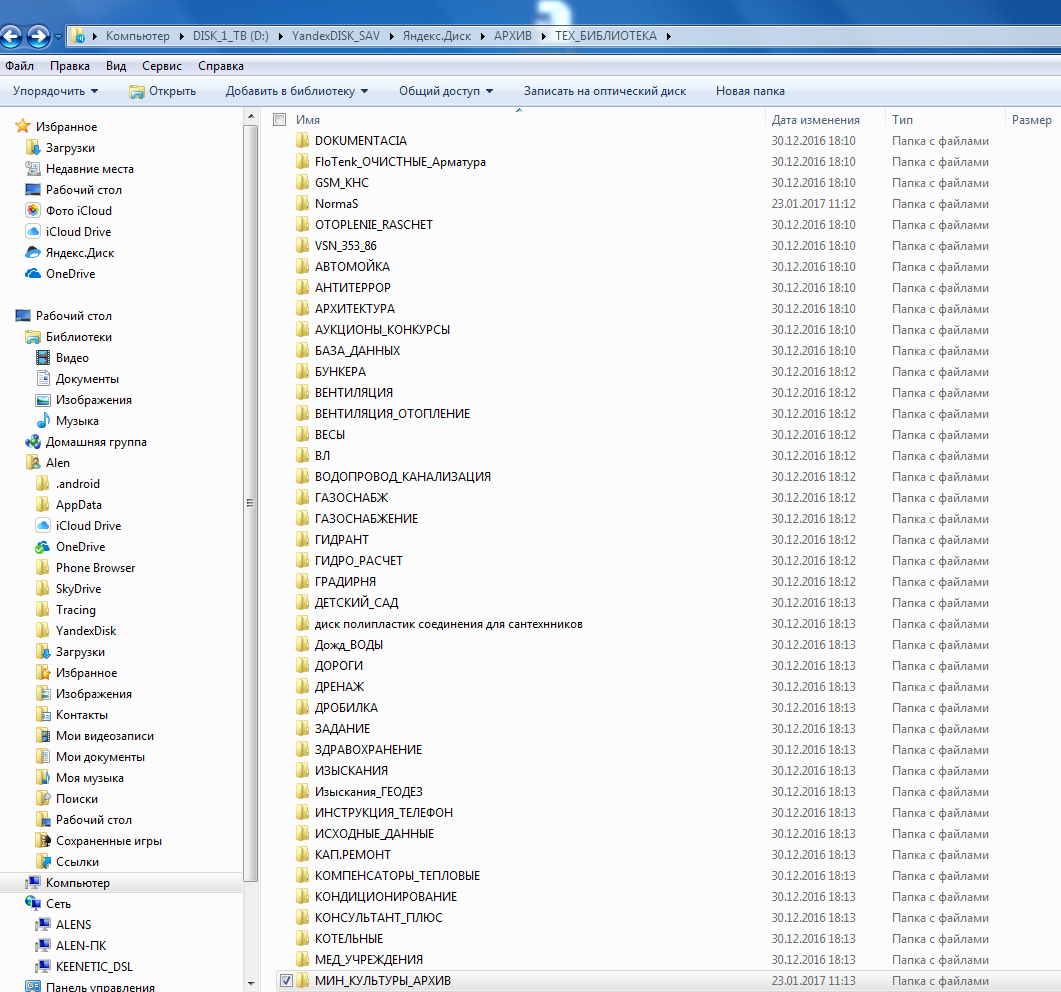 Компьютер DISK_1_TB (D:) YandexDISK_SAV Яндекс.Диск АРХИВ ТЕХ_БИБЛИОТЕКА
Файл Правка Вид Сервис Справка
Упорядочить Открыть Добавить в библиотеку Общий доступ Записать на оптический диск Новая папка
Избранное
Загрузки
Недавние места
Рабочий стол
Фото iCloud
iCloud Drive
Яндекс.Диск
OneDrive
Рабочий стол
Библиотеки
Видео
Документы
Изображения
Музыка
Домашняя группа
Alen
.android
AppData
iCloud Drive
OneDrive
Phone Browser
SkyDrive
Tracing
YandexDisk
Загрузки
Избранное
Изображения
Контакты
Мои видеозаписи
Мои документы
Моя музыка
Поиски
Рабочий стол
Сохраненные игры
Ссылки
Компьютер
Сеть
ALENS
ALEN-ПК
KEENETIC_DSL
Панель управления
Имя Дата изменения Тип Размер
DOKUMENTACIA 30.12.2016 18:10 Папка с файлами
FloTenk_ОЧИСТНЫЕ_Арматура 30.12.2016 18:10 Папка с файлами
GSM_КНС 30.12.2016 18:10 Папка с файлами
NormaS 23.01.2017 11:12 Папка с файлами
OTOPLENIE_RASCHET 30.12.2016 18:10 Папка с файлами
VSN_353_86 30.12.2016 18:10 Папка с файлами
АВТОМОЙКА 30.12.2016 18:10 Папка с файлами
АНТИТЕРРОР 30.12.2016 18:10 Папка с файлами
АРХИТЕКТУРА 30.12.2016 18:10 Папка с файлами
АУКЦИОНЫ_КОНКУРСЫ 30.12.2016 18:10 Папка с файлами
БАЗА_ДАННЫХ 30.12.2016 18:10 Папка с файлами
БУНКЕРА 30.12.2016 18:12 Папка с файлами
ВЕНТИЛЯЦИЯ 30.12.2016 18:12 Папка с файлами
ВЕНТИЛЯЦИЯ_ОТОПЛЕНИЕ 30.12.2016 18:12 Папка с файлами
ВЕСЫ 30.12.2016 18:12 Папка с файлами
ВЛ 30.12.2016 18:12 Папка с файлами
ВОДОПРОВОД_КАНАЛИЗАЦИЯ 30.12.2016 18:12 Папка с файлами
ГАЗОСНАБЖ 30.12.2016 18:12 Папка с файлами
ГАЗОСНАБЖЕНИЕ 30.12.2016 18:12 Папка с файлами
ГИДРАНТ 30.12.2016 18:12 Папка с файлами
ГИДРО_РАСЧЕТ 30.12.2016 18:12 Папка с файлами
ГРАДИРНЯ 30.12.2016 18:12 Папка с файлами
ДЕТСКИЙ_САД 30.12.2016 18:13 Папка с файлами
диск полипластик соединения для сантехнников 30.12.2016 18:13 Папка с файлами
Дожд_ВОДЫ 30.12.2016 18:13 Папка с файлами
ДОРОГИ 30.12.2016 18:13 Папка с файлами
ДРЕНАЖ 30.12.2016 18:13 Папка с файлами
ДРОБИЛКА 30.12.2016 18:13 Папка с файлами
ЗАДАНИЕ 30.12.2016 18:13 Папка с файлами
ЗДРАВОХРАНЕНИЕ 30.12.2016 18:13 Папка с файлами
ИЗЫСКАНИЯ 30.12.2016 18:13 Папка с файлами
Изыскания_ГЕОДЕЗ 30.12.2016 18:13 Папка с файлами
ИНСТРУКЦИЯ_ТЕЛЕФОН 30.12.2016 18:13 Папка с файлами
ИСХОДНЫЕ_ДАННЫЕ 30.12.2016 18:13 Папка с файлами
КАП.РЕМОНТ 30.12.2016 18:13 Папка с файлами
КОМПЕНСАТОРЫ_ТЕПЛОВЫЕ 30.12.2016 18:13 Папка с файлами
КОНДИЦИОНИРОВАНИЕ 30.12.2016 18:13 Папка с файлами
КОНСУЛЬТАНТ_ПЛЮС 30.12.2016 18:13 Папка с файлами
КОТЕЛЬНЫЕ 30.12.2016 18:13 Папка с файлами
МЕД_УЧРЕЖДЕНИЯ 30.12.2016 18:13 Папка с файлами
МИН_КУЛЬТУРЫ_АРХИВ 23.01.2017 11:13 Папка с файлами